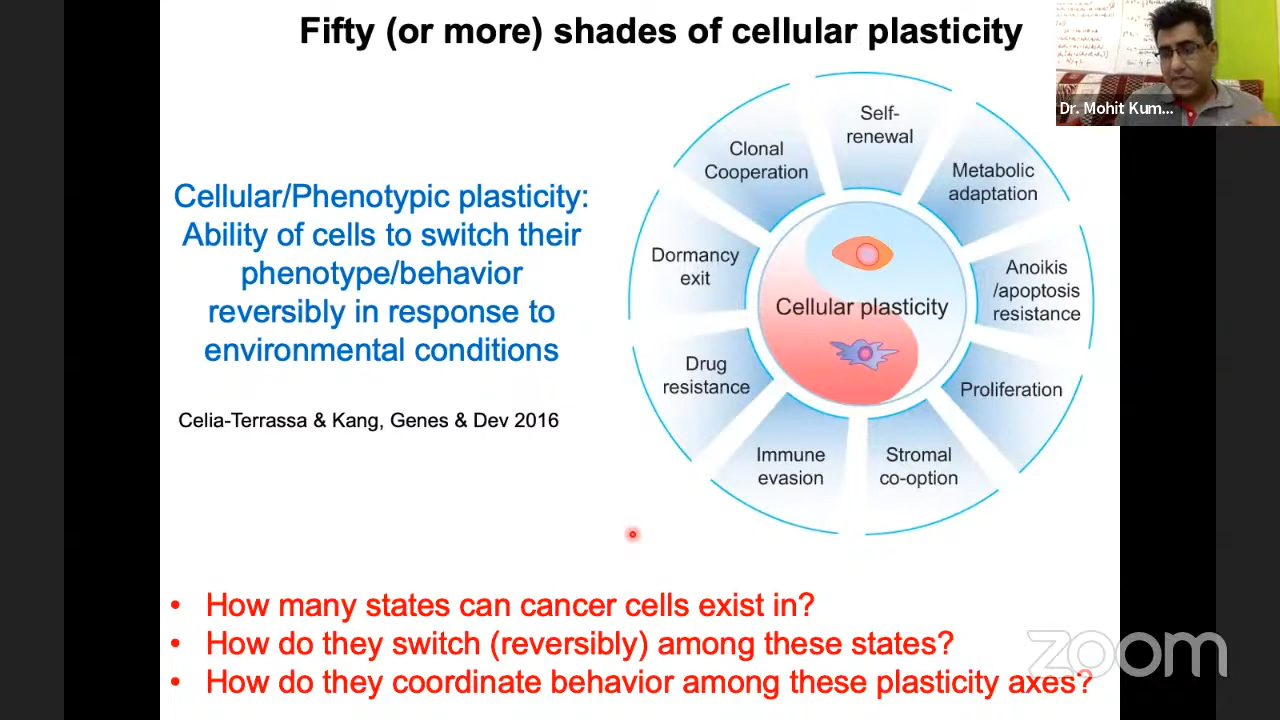 Fifty (or more) shades of cellular plasticity
Dr. Mohit Kum...
Cellular/Phenotypic plasticity:
Ability of cells to switch their
phenotype/behavior
reversibly in response to
environmental conditions
Celia-Terrassa & Kang, Genes & Dev 2016
Self-
renewal
Metabolic
adaptation
Anoikis
/apoptosis
resistance
Proliferation
Stromal
co-option
Immune
evasion
Drug
resistance
Dormancy
exit
Clonal
Cooperation
Cellular plasticity
• How many states can cancer cells exist in?
• How do they switch (reversibly) among these states?
• How do they coordinate behavior among these plasticity axes?
zoom